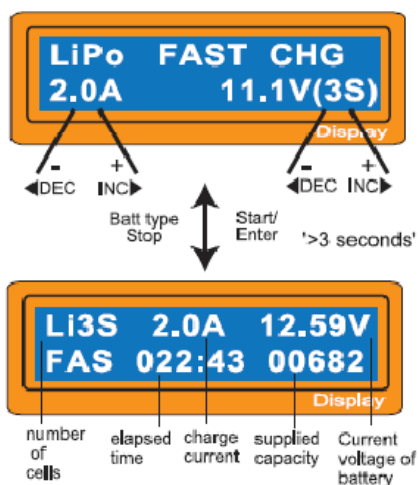 LiPo FAST CHG
2.0A 11.1V(3S)
Display
- + - +
◀DEC INC▶ ◀DEC INC▶
Batt type Start/
Stop Enter '>3 seconds'
Li3S 2.0A 12.59V
FAS 022:43 00682
Display
number of cells
elapsed time
charge current
supplied capacity
Current voltage of battery